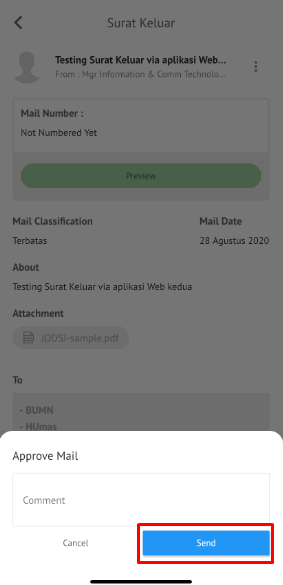 Surat Keluar
Testing Surat Keluar via aplikasi Web...
From : Mgr Information & Comm Technolo...
Mail Number :
Not Numbered Yet
Preview
Mail Classification
Mail Date
Terbatas
28 Agustus 2020
About
Testing Surat Keluar via aplikasi Web kedua
Attachment
JDDSI-sample.pdf
To
- BUMN
- HUmas
Approve Mail
Comment
Cancel
Send